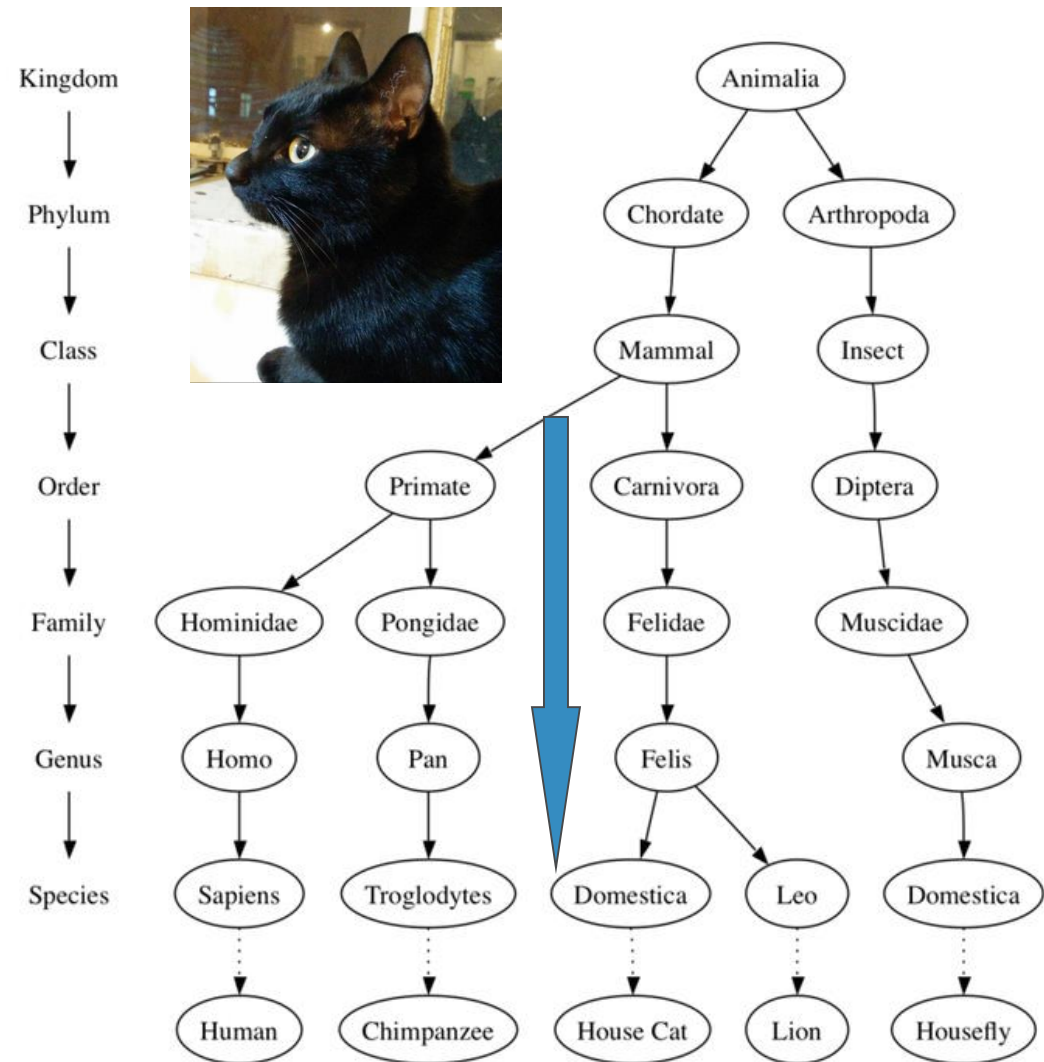 Kingdom Animalia
Phylum Chordate Arthropoda
Class Mammal Insect
Order Primate Carnivora Diptera
Family Hominidae Pongidae Felidae Muscidae
Genus Homo Pan Felis Musca
Species Sapiens Troglodytes Domestica Leo Domestica
Human Chimpanzee House Cat Lion Housefly